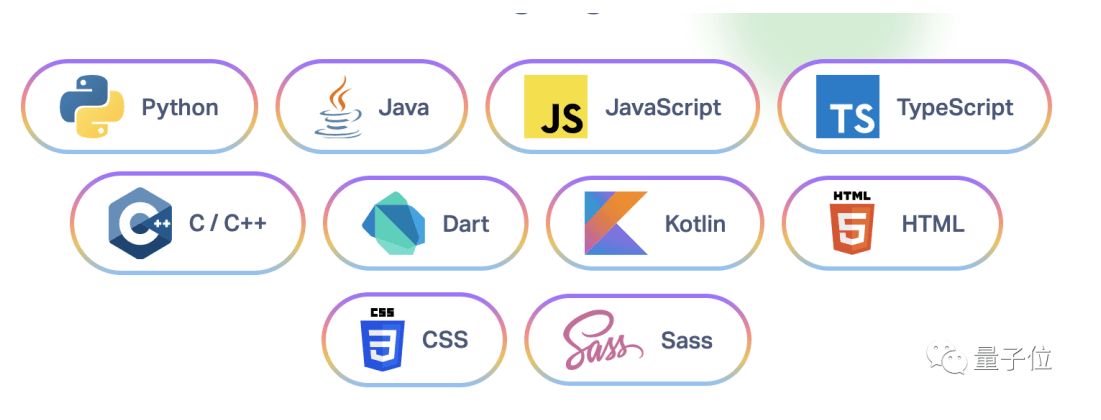 Python Java JS JavaScript TS TypeScript
C++ C / C++ Dart Kotlin HTML 5 HTML
CSS 3 CSS Sass Sass
量子位